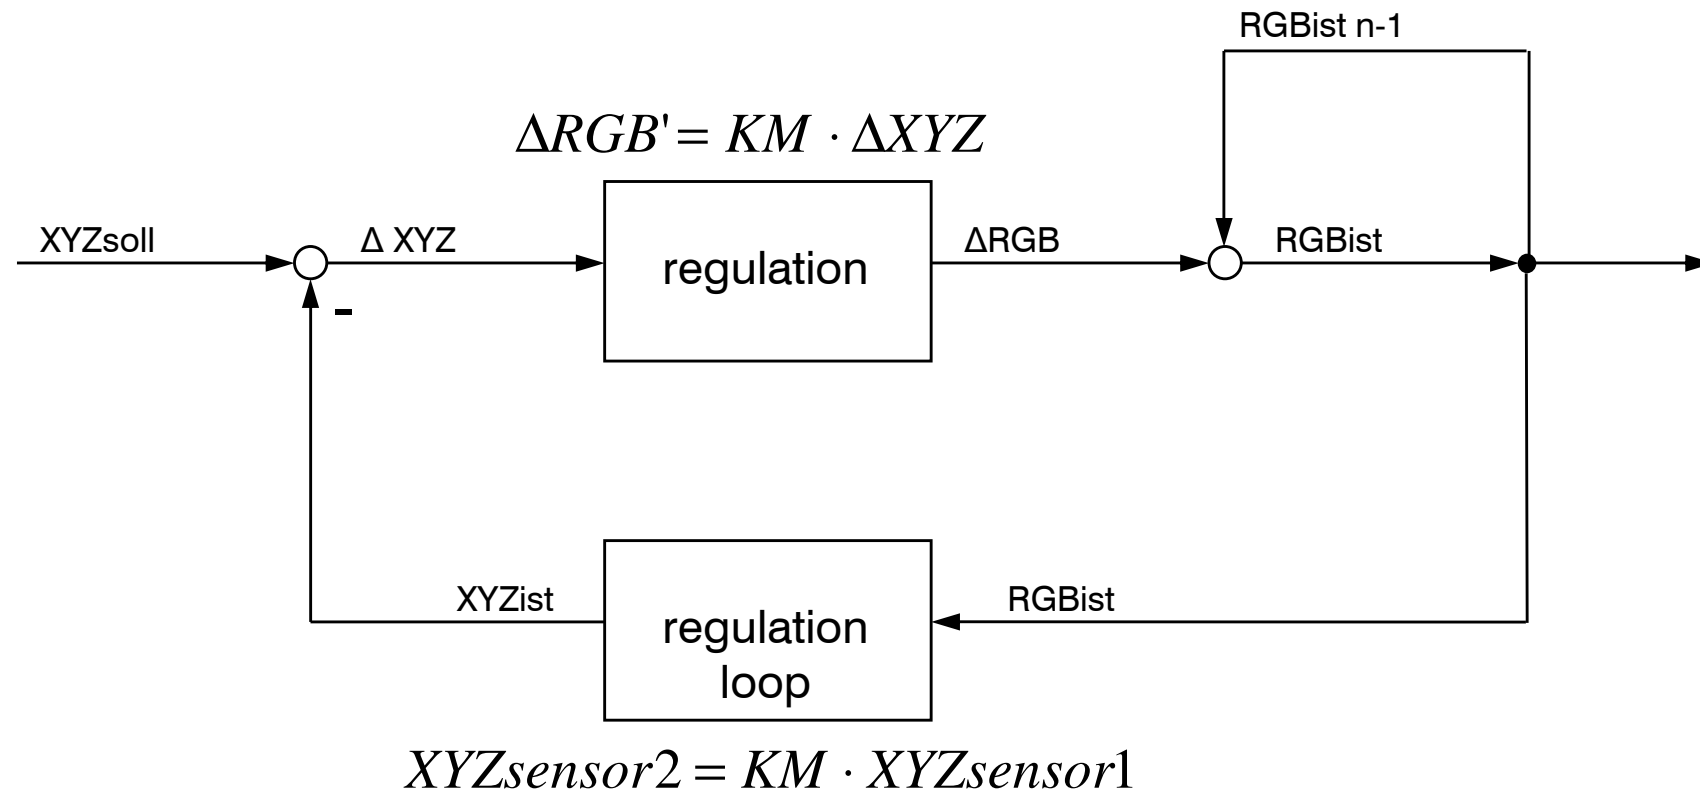 RGBist n-1
ΔRGB' = KM · ΔXYZ
XYZsoll
Δ XYZ
regulation
ΔRGB
RGBist
-
XYZist
regulation
loop
RGBist
XYZsensor2 = KM · XYZsensor1